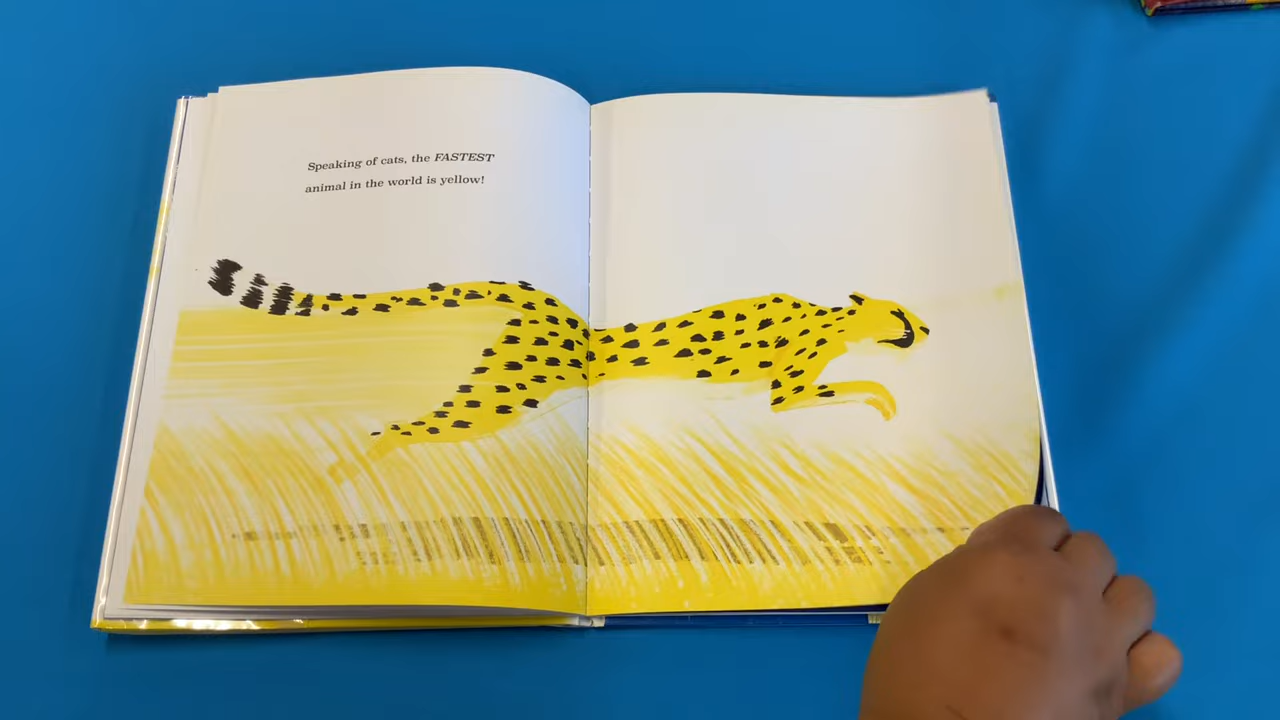 Speaking of cats, the FASTEST
animal in the world is yellow!